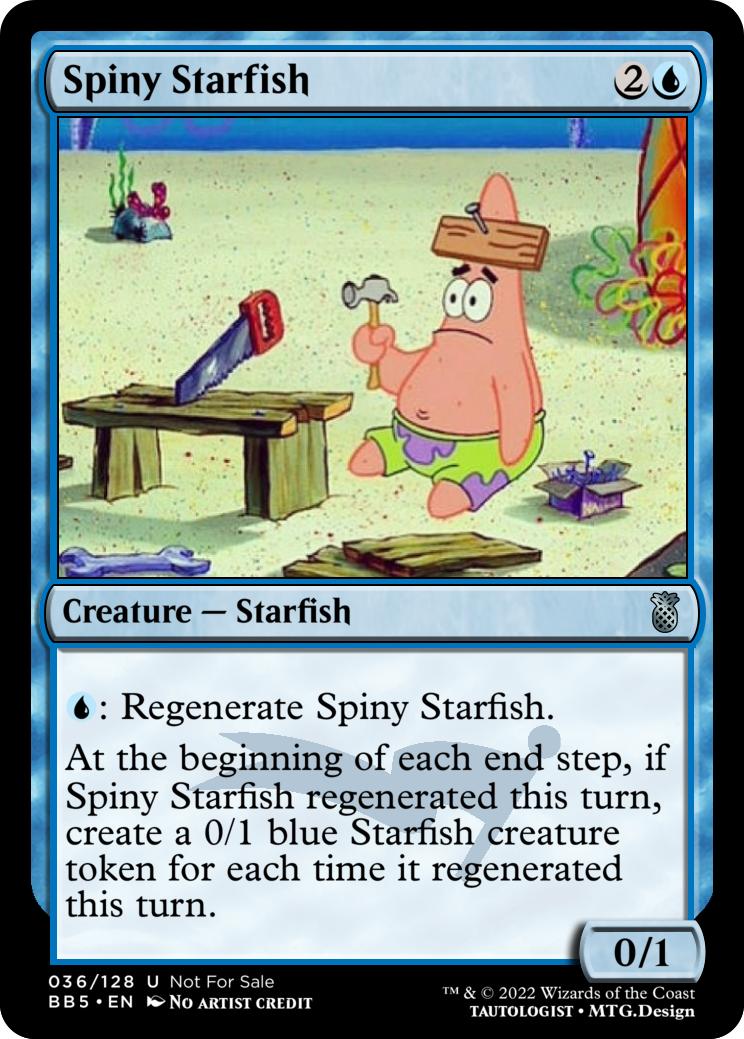 Spiny Starfish 2
Creature — Starfish
: Regenerate Spiny Starfish.
At the beginning of each end step, if
Spiny Starfish regenerated this turn,
create a 0/1 blue Starfish creature
token for each time it regenerated
this turn.
0/1
036/128 U Not For Sale
BB5 • EN No artist credit
™ & © 2022 Wizards of the Coast
TAUTOLOGIST • MTG.Design